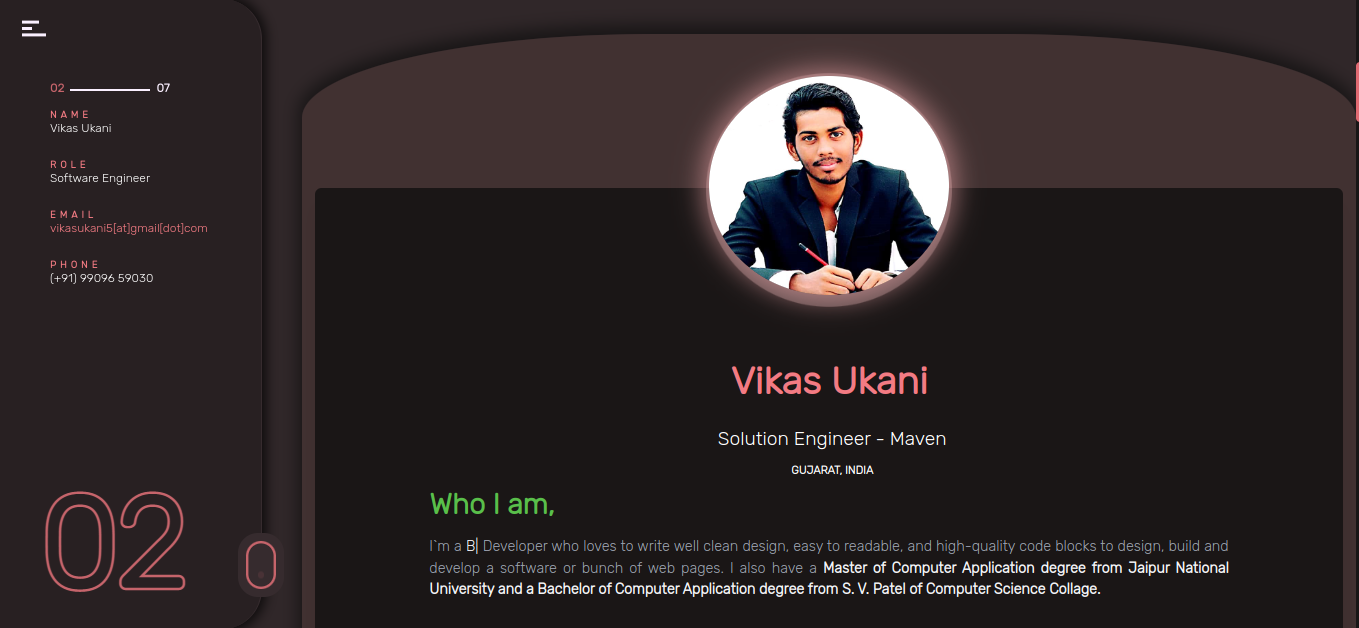 02 07
NAME
Vikas Ukani
ROLE
Software Engineer
EMAIL
vikasukani5[at]gmail[dot]com
PHONE
(+91) 99096 59030
02
Vikas Ukani
Solution Engineer - Maven
GUJARAT, INDIA
Who I am,
I`m a B| Developer who loves to write well clean design, easy to readable, and high-quality code blocks to design, build and
develop a software or bunch of web pages. I also have a Master of Computer Application degree from Jaipur National
University and a Bachelor of Computer Application degree from S. V. Patel of Computer Science Collage.